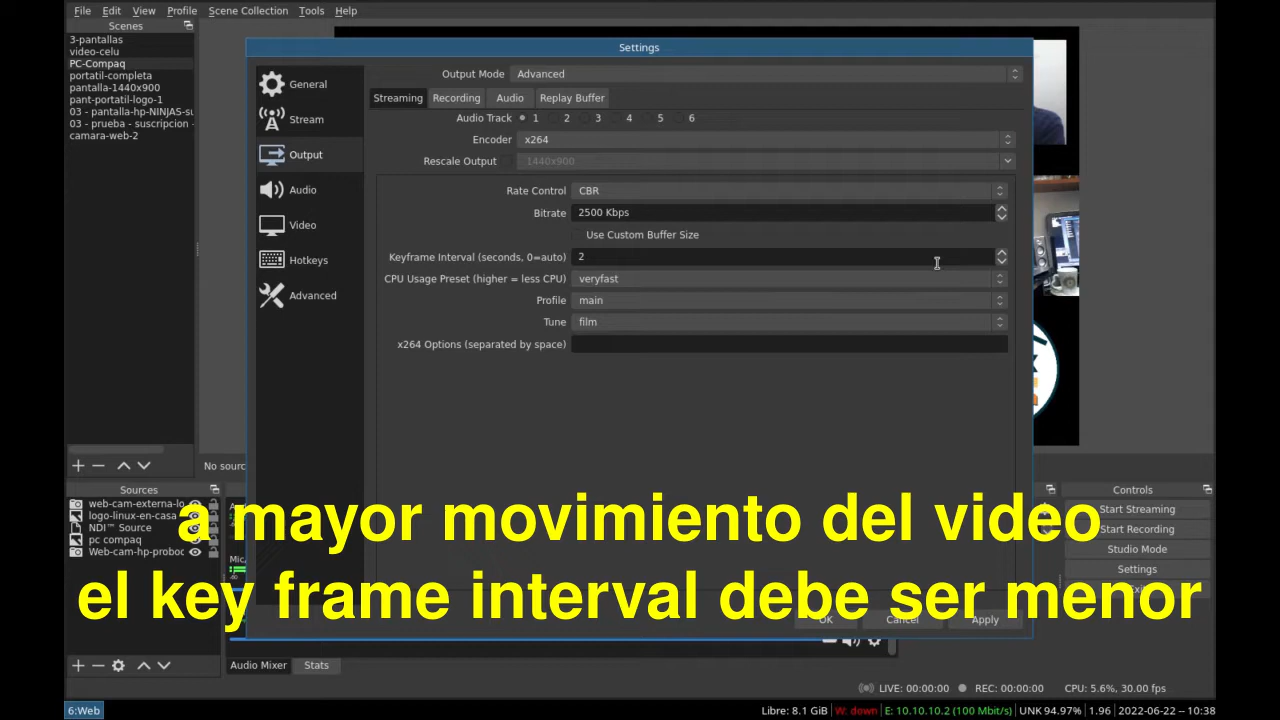 File Edit View Profile Scene Collection Tools Help
Scenes
3-pantallas
video-celu
PC-Compaq
portatil-completa
pantalla-1440x900
pant-portatil-logo-1
03 - pantalla-hp-NINJAS-su
03 - prueba - suscripcion -
camara-web-2
Settings
General
Stream
Output
Audio
Video
Hotkeys
Advanced
Output Mode Advanced
Streaming Recording Audio Replay Buffer
Audio Track 1 2 3 4 5 6
Encoder x264
Rescale Output 1440x900
Rate Control CBR
Bitrate 2500 Kbps
Use Custom Buffer Size
Keyframe Interval (seconds, 0=auto) 2
CPU Usage Preset (higher = less CPU) veryfast
Profile main
Tune film
x264 Options (separated by space)
No sourc
Sources
web-cam-externa-lo
logo-linux-en-casa
NDI™ Source
pc compaq
Web-cam-hp-proboo
Mic,
a mayor movimiento del video
el key frame interval debe ser menor
OK Cancel Apply
Controls
Start Streaming
Start Recording
Studio Mode
Settings
Audio Mixer Stats
LIVE: 00:00:00 REC: 00:00:00 CPU: 5.6%, 30.00 fps
6:Web
Libre: 8.1 GiB W: down E: 10.10.10.2 (100 Mbit/s) UNK 94.97% 1.96 2022-06-22 -- 10:38